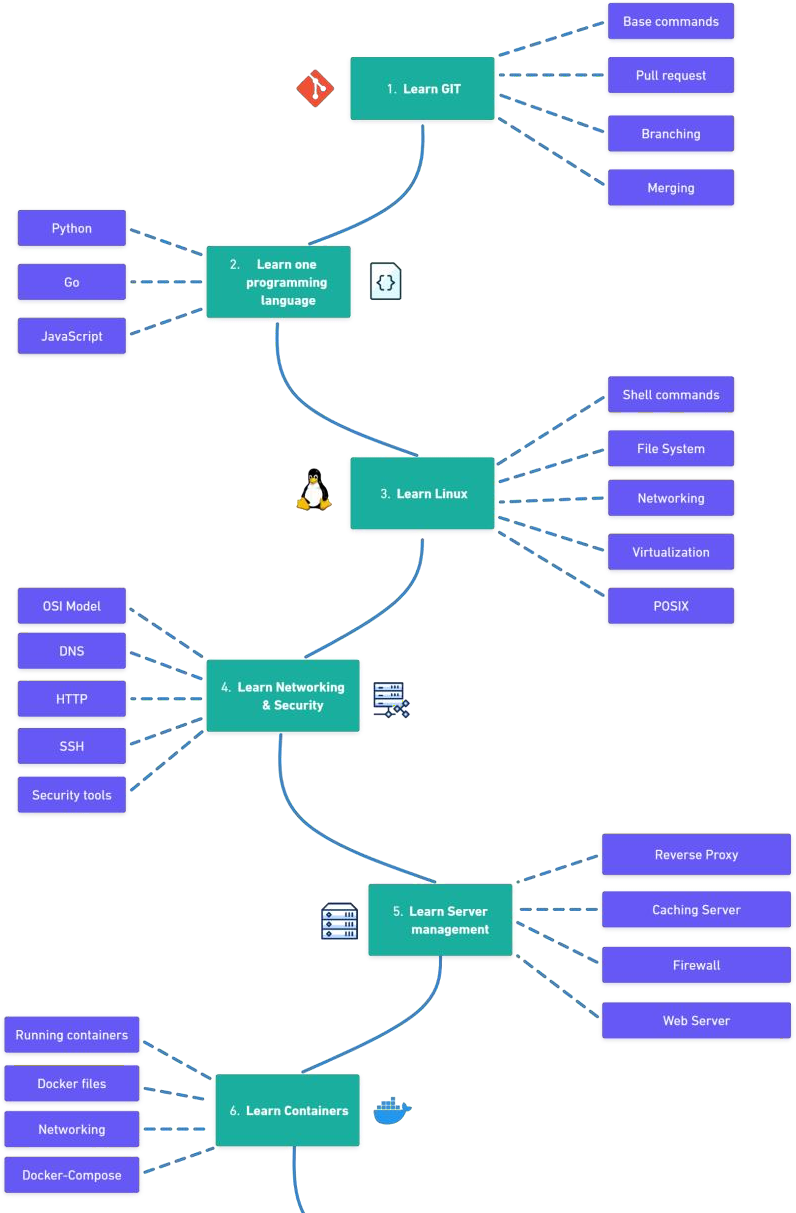 Base commands
1. Learn GIT
Pull request
Branching
Merging
Python
2. Learn one
programming
language
Go
JavaScript
Shell commands
File System
3. Learn Linux
Networking
Virtualization
POSIX
OSI Model
DNS
4. Learn Networking
& Security
HTTP
SSH
Security tools
Reverse Proxy
5. Learn Server
management
Caching Server
Firewall
Web Server
Running containers
Docker files
6. Learn Containers
Networking
Docker-Compose
{}